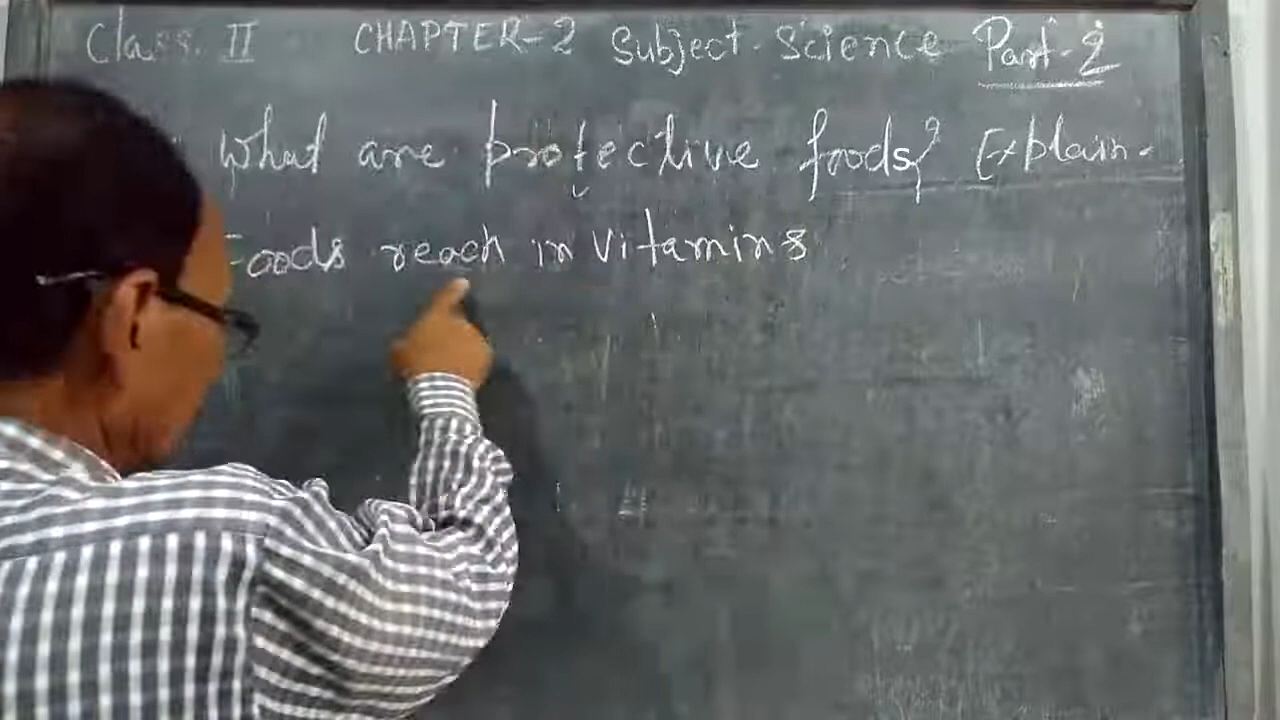 Class. II CHAPTER-2 Subject. Science Part-2
What are protective foods? Explain.
Foods reach in vitamins